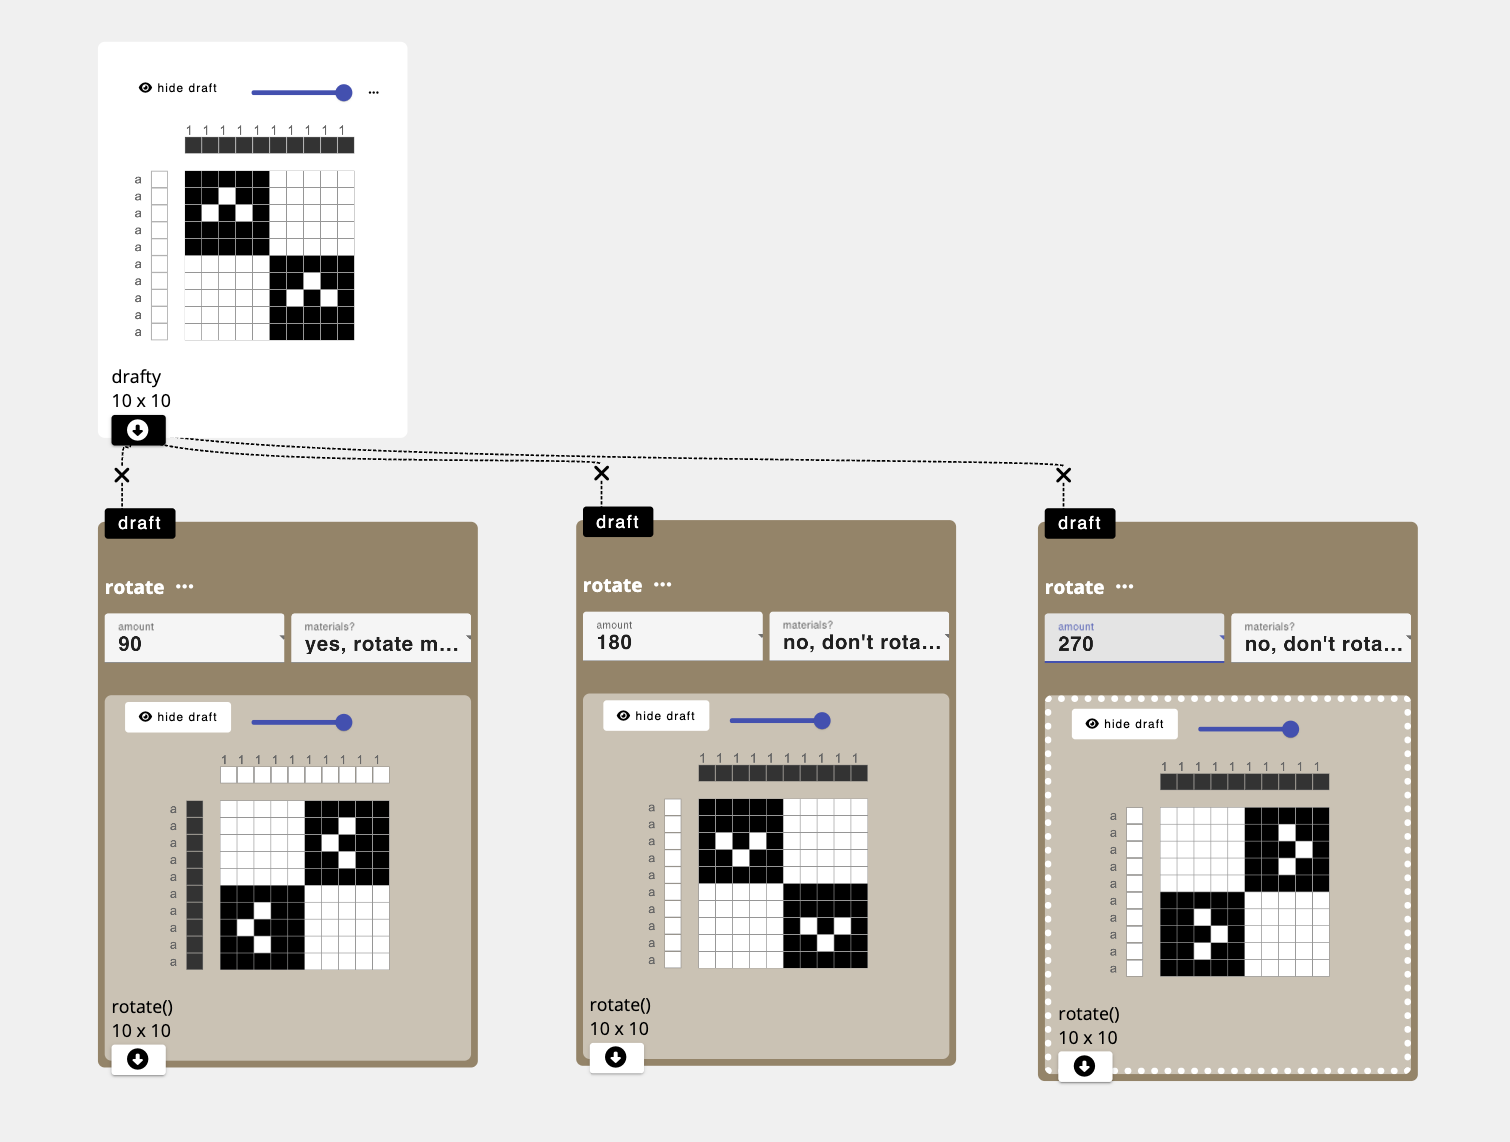 hide draft ...
1 1 1 1 1 1 1 1 1 1
a
a
a
a
a
a
a
a
a
a
drafty
10 x 10
draft
rotate ...
amount
90
materials?
yes, rotate m...
hide draft
1 1 1 1 1 1 1 1 1 1
a
a
a
a
a
a
a
a
a
a
rotate()
10 x 10
draft
rotate ...
amount
180
materials?
no, don't rota...
hide draft
1 1 1 1 1 1 1 1 1 1
a
a
a
a
a
a
a
a
a
a
rotate()
10 x 10
draft
rotate ...
amount
270
materials?
no, don't rota...
hide draft
1 1 1 1 1 1 1 1 1 1
a
a
a
a
a
a
a
a
a
a
rotate()
10 x 10